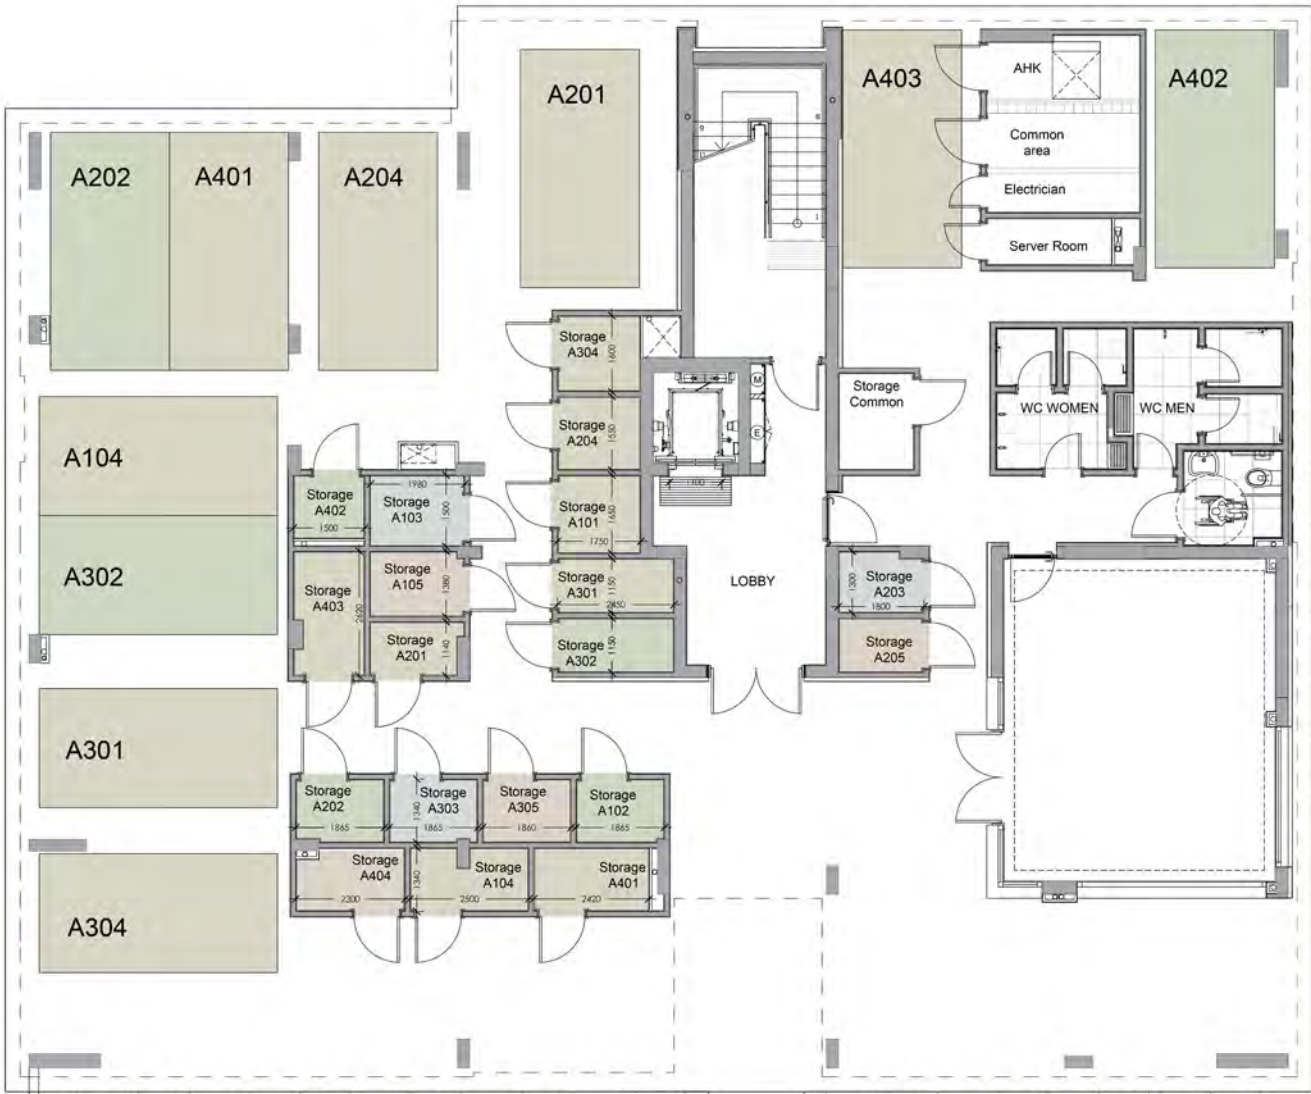 A201
A403
AHK
A402
Common
area
Electrician
Server Room
A202
A401
A204
Storage
A304
1600
Storage
A204
1550
Storage
A101
1650
1750
Storage
A301
1150
2450
Storage
A302
1150
M
E
1100
Storage
Common
WC WOMEN
WC MEN
A104
A302
Storage
A402
1500
1980
Storage
A103
1500
Storage
A105
1380
Storage
A403
2620
Storage
A201
1140
LOBBY
Storage
A203
1300
1800
Storage
A205
A301
Storage
A202
1865
Storage
A303
1340
1865
Storage
A305
1860
Storage
A102
1865
Storage
A404
2300
Storage
A104
1340
2500
Storage
A401
2420
A304